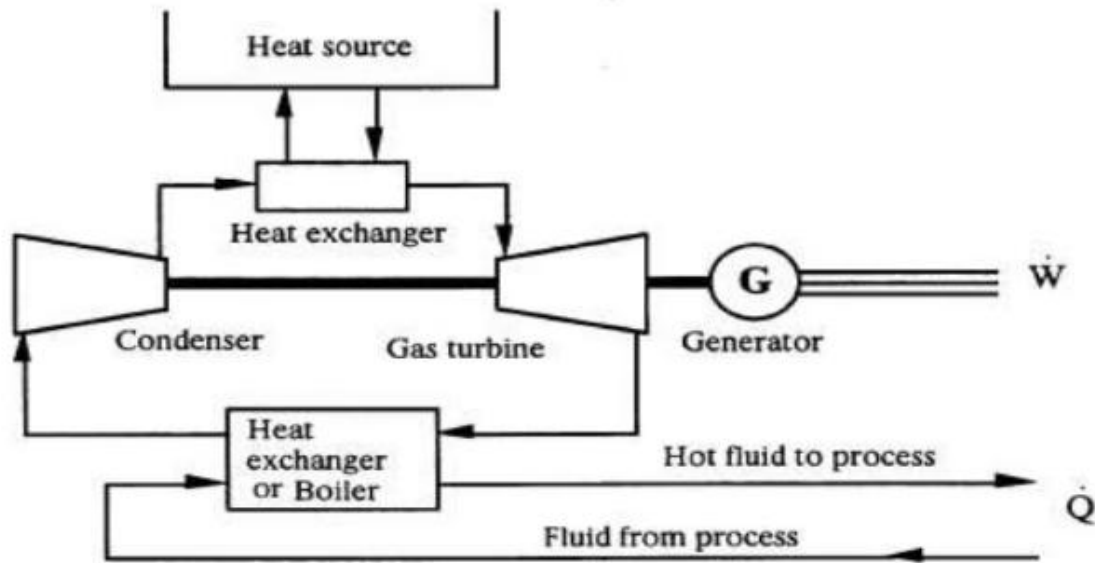 Heat source
Heat exchanger
Condenser
Gas turbine
G
Generator
Ẇ
Heat
exchanger
or Boiler
Hot fluid to process
Q̇
Fluid from process